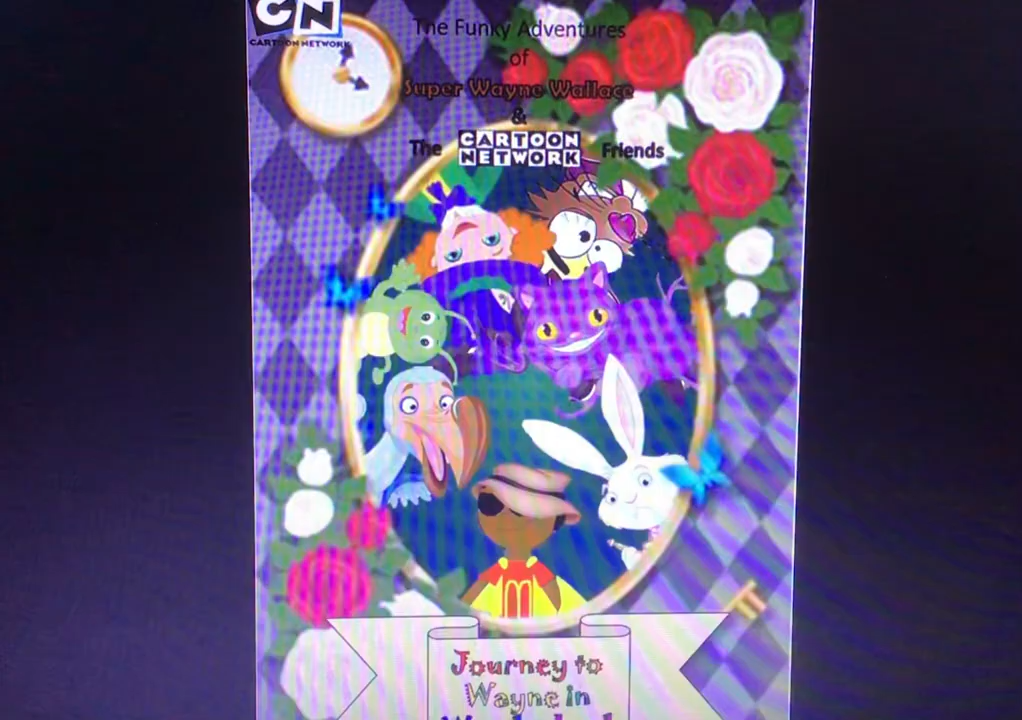 CN
CARTOON NETWORK
The Funky Adventures
of
Super Wayne Wallace
&
The CARTOON NETWORK Friends
m
Journey to
Wayne in